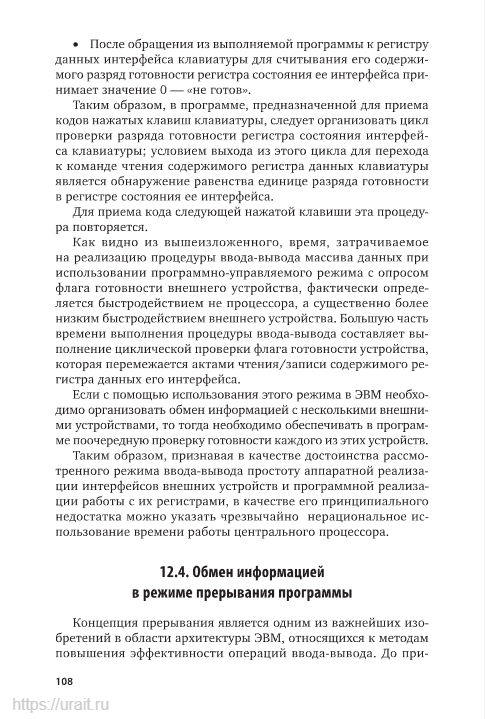 • После обращения из выполняемой программы к регистру
данных интерфейса клавиатуры для считывания его содержи-
мого разряд готовности регистра состояния ее интерфейса при-
нимает значение 0 — «не готов».
Таким образом, в программе, предназначенной для приема
кодов нажатых клавиш клавиатуры, следует организовать цикл
проверки разряда готовности регистра состояния интерфей-
са клавиатуры; условием выхода из этого цикла для перехода
к команде чтения содержимого регистра данных клавиатуры
является обнаружение равенства единице разряда готовности
в регистре состояния ее интерфейса.
Для приема кода следующей нажатой клавиши эта процеду-
ра повторяется.
Как видно из вышеизложенного, время, затрачиваемое
на реализацию процедуры ввода-вывода массива данных при
использовании программно-управляемого режима с опросом
флага готовности внешнего устройства, фактически опреде-
ляется быстродействием не процессора, а существенно более
низким быстродействием внешнего устройства. Большую часть
времени выполнения процедуры ввода-вывода составляет вы-
полнение циклической проверки флага готовности устройства,
которая перемежается актами чтения/записи содержимого ре-
гистра данных его интерфейса.
Если с помощью использования этого режима в ЭВМ необхо-
димо организовать обмен информацией с несколькими внешни-
ми устройствами, то тогда необходимо обеспечивать в програм-
ме поочередную проверку готовности каждого из этих устройств.
Таким образом, признавая в качестве достоинства рассмо-
тренного режима ввода-вывода простоту аппаратной реализа-
ции интерфейсов внешних устройств и программной реализа-
ции работы с их регистрами, в качестве его принципиального
недостатка можно указать чрезвычайно нерациональное ис-
пользование времени работы центрального процессора.
12.4. Обмен информацией
в режиме прерывания программы
Концепция прерывания является одним из важнейших изо-
бретений в области архитектуры ЭВМ, относящихся к методам
повышения эффективности операций ввода-вывода. До при-
108
https://urait.ru